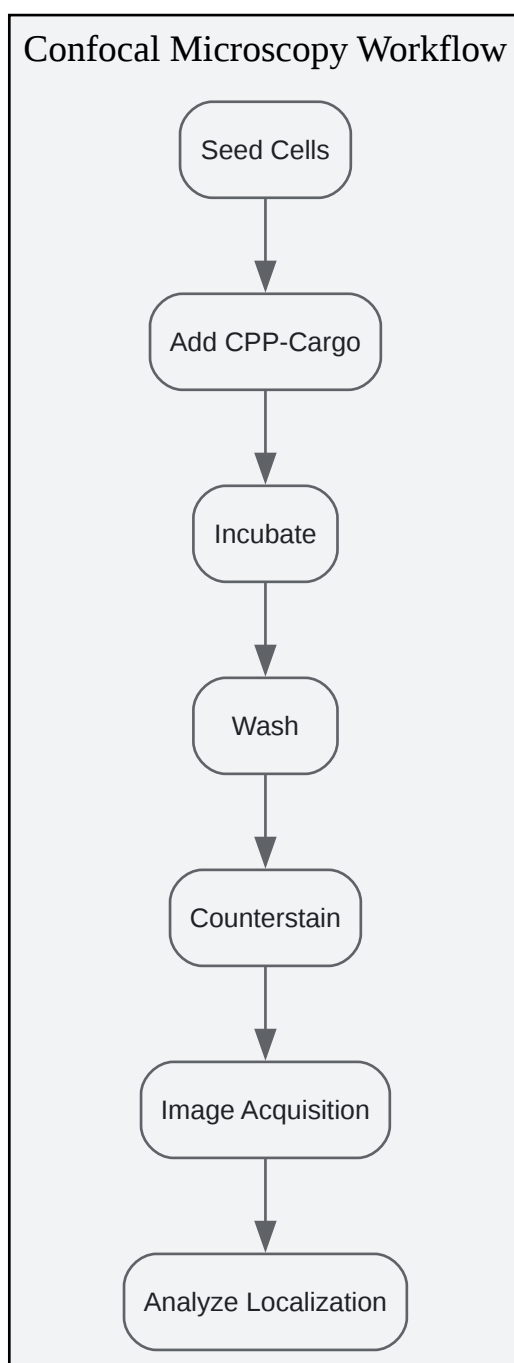 Confocal Microscopy Workflow
Seed Cells
Add CPP-Cargo
Incubate
Wash
Counterstain
Image Acquisition
Analyze Localization